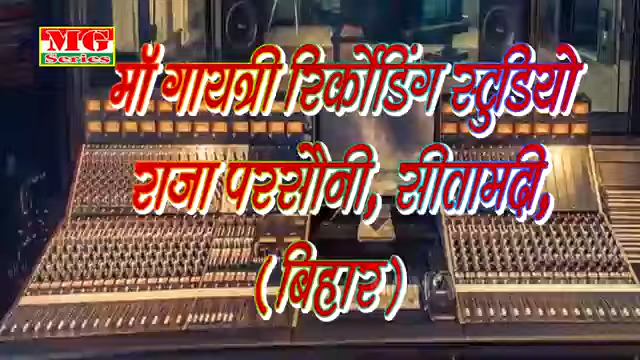 MG
Series
माँ गायत्री रिर्कोडिंग स्टुडियो
राजा परसौनी, सीतामढी,
(बिहार)